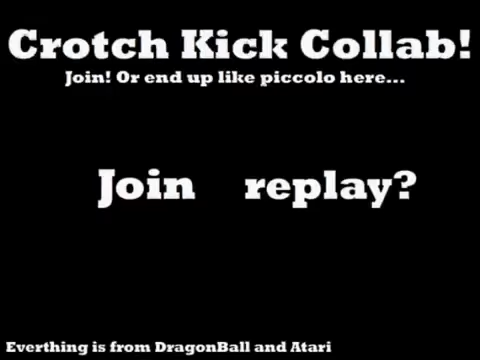 Crotch Kick Collab!
Join! Or end up like piccolo here...
Join replay?
Everthing is from DragonBall and Atari